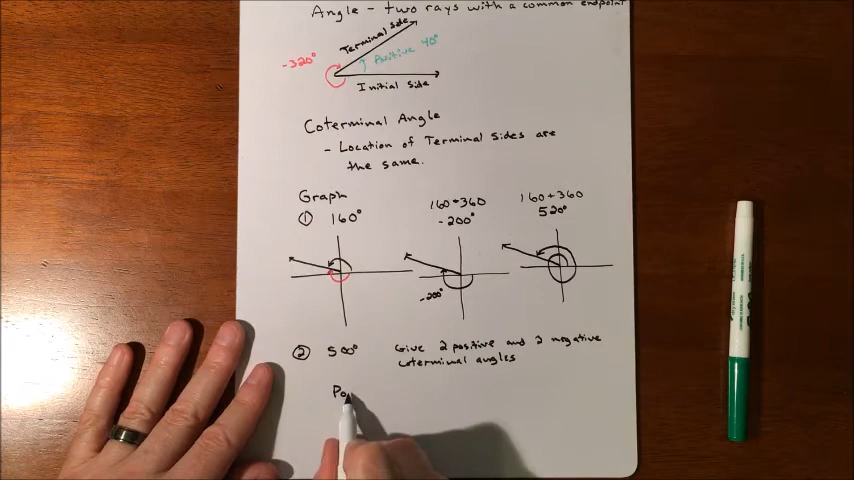 Angle - two rays with a common endpoint
Terminal side
-320°
Positive 40°
Initial Side
Coterminal Angle
- Location of Terminal Sides are
the same.
Graph
① 160°
160-360
-200°
160+360
520°
-200°
② 500°
Give 2 positive and 2 negative
coterminal angles
Po